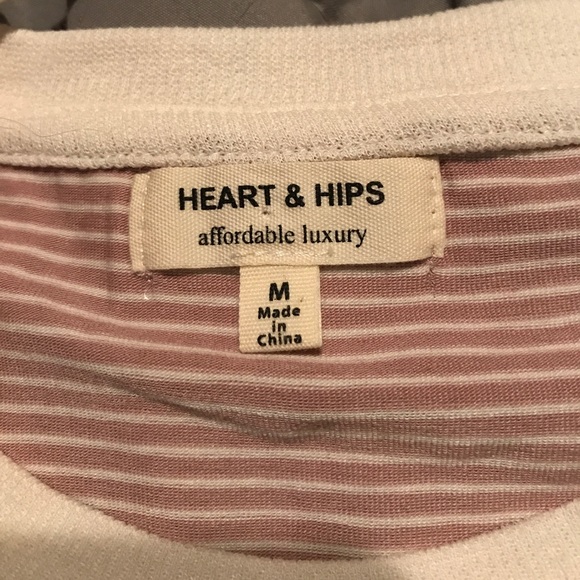 HEART & HIPS
affordable luxury
M
Made
in
China